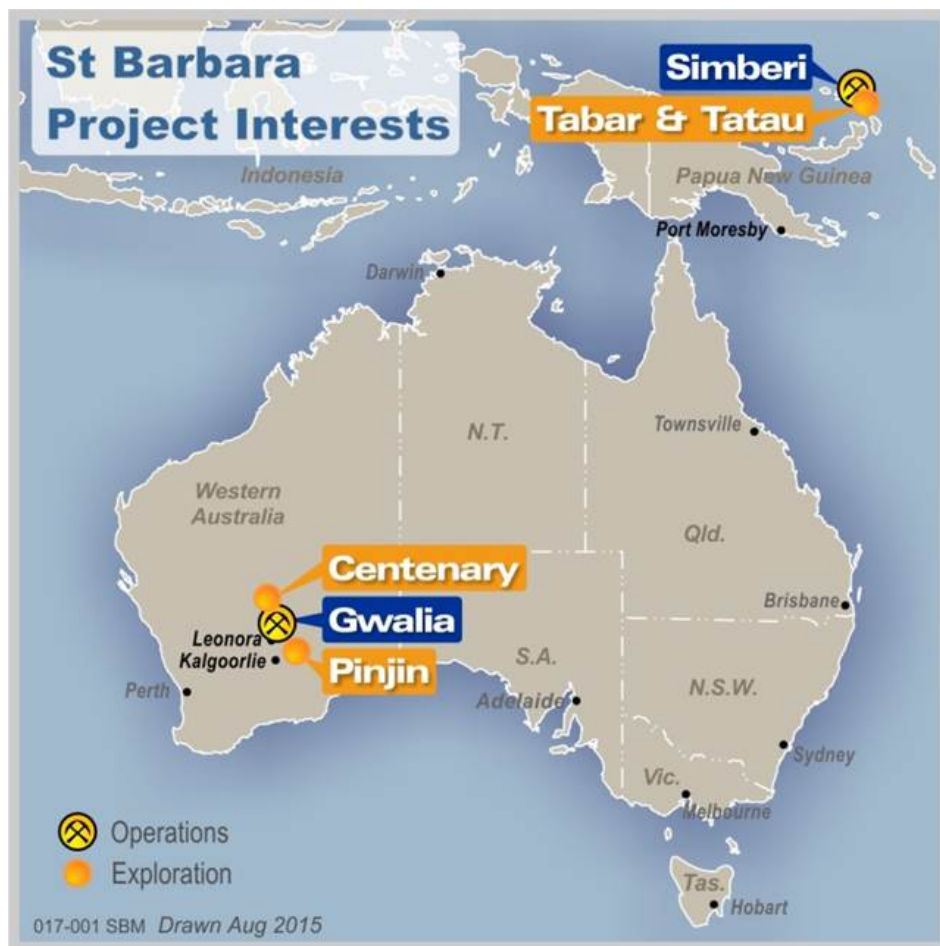 St Barbara
Project Interests
Simberi
Tabar & Tatau
Indonesia
Papua New Guinea
Port Moresby
Darwin
N.T.
Townsville
Western
Australia
Qld.
Centenary
Brisbane
Gwalia
Leonora
Kalgoorlie
Pinjin
S.A.
Perth
Adelaide
N.S.W.
Sydney
Vic.
Melbourne
Operations
Exploration
Tas.
Hobart
017-001 SBM Drawn Aug 2015